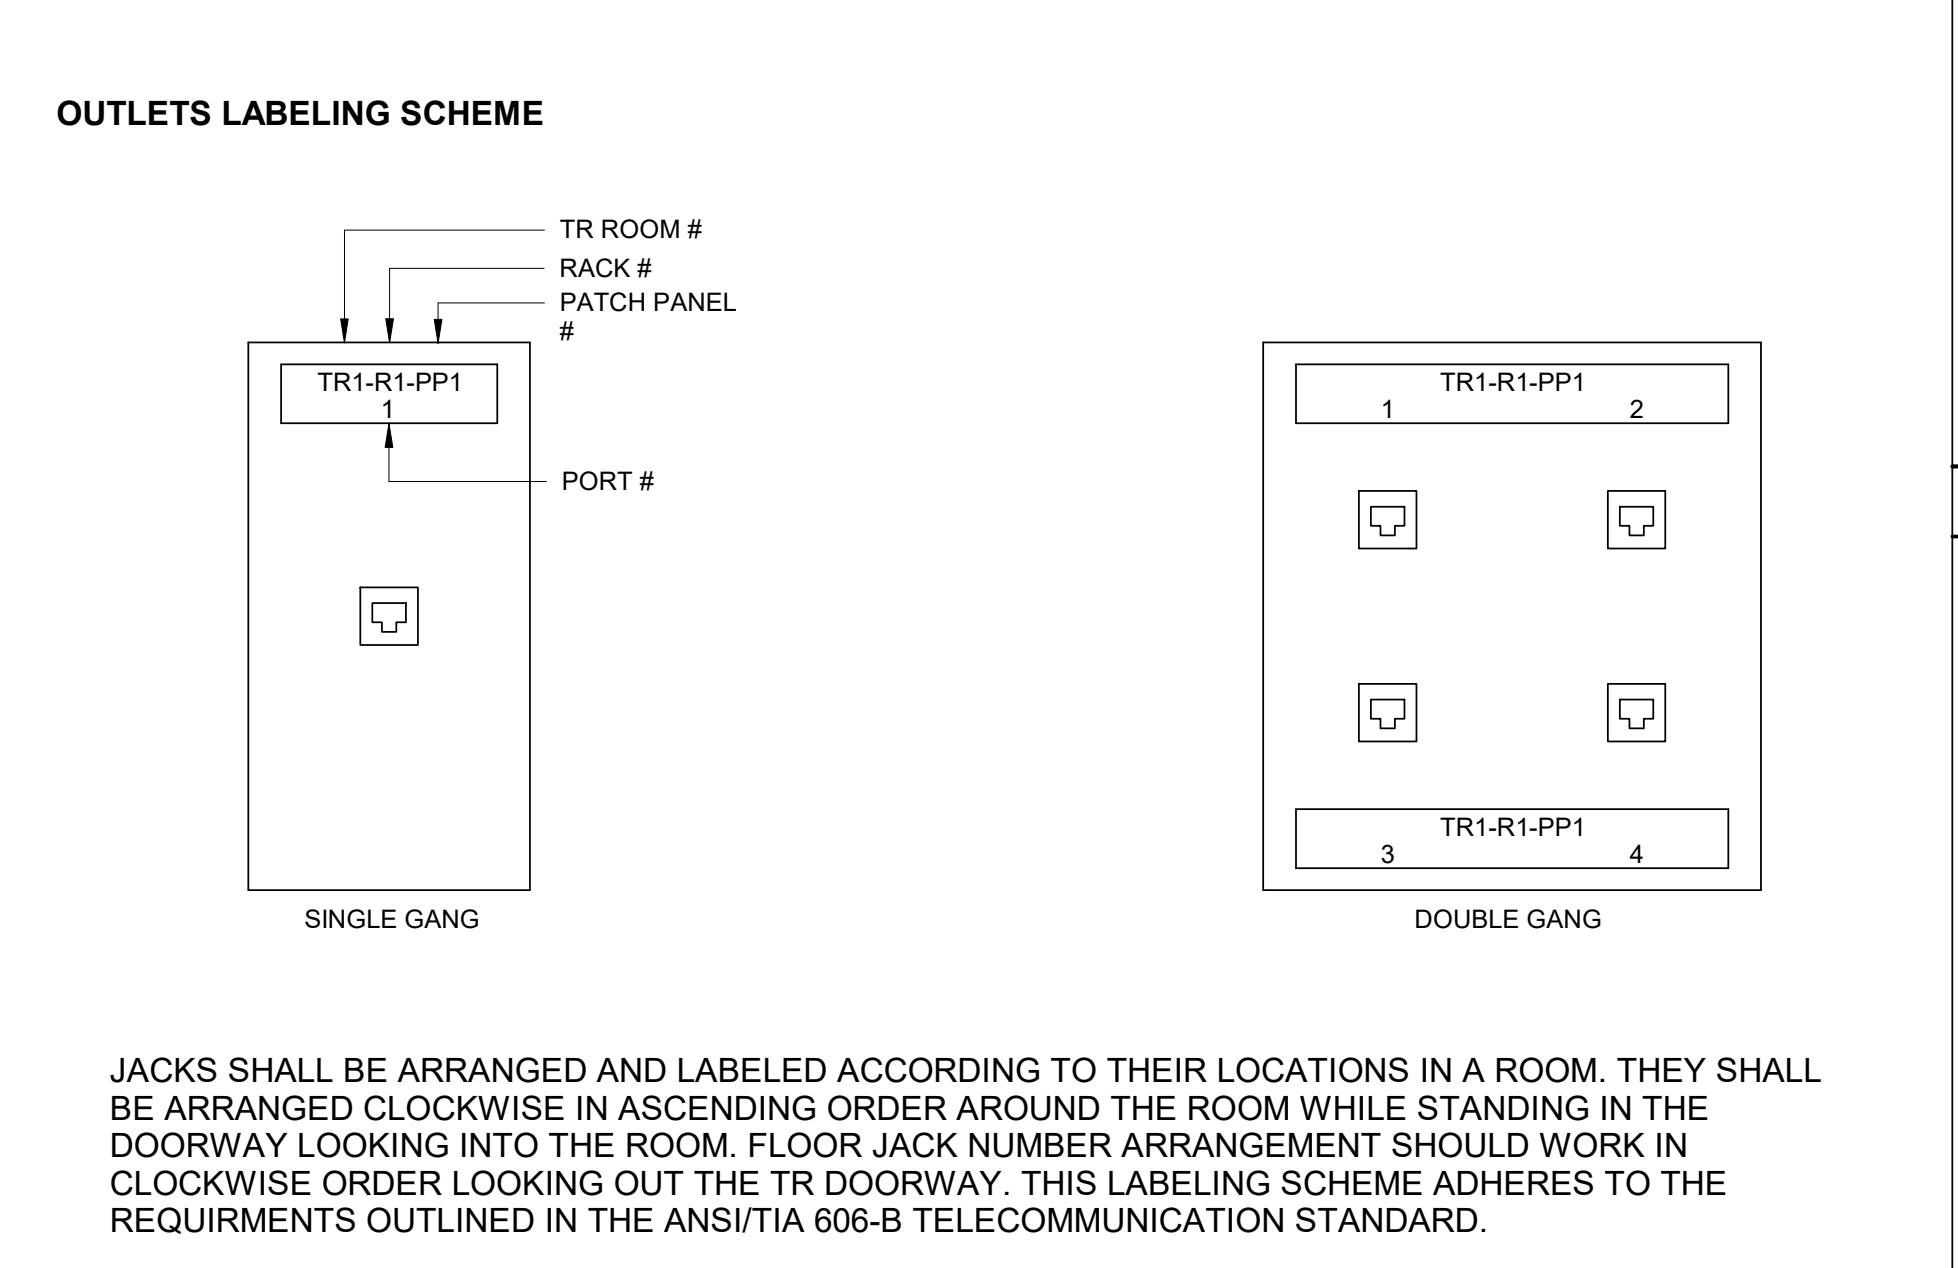 OUTLETS LABELING SCHEME
TR ROOM #
RACK #
PATCH PANEL
#
TR1-R1-PP1
1
PORT #
SINGLE GANG
TR1-R1-PP1
1 2
TR1-R1-PP1
3 4
DOUBLE GANG
JACKS SHALL BE ARRANGED AND LABELED ACCORDING TO THEIR LOCATIONS IN A ROOM. THEY SHALL
BE ARRANGED CLOCKWISE IN ASCENDING ORDER AROUND THE ROOM WHILE STANDING IN THE
DOORWAY LOOKING INTO THE ROOM. FLOOR JACK NUMBER ARRANGEMENT SHOULD WORK IN
CLOCKWISE ORDER LOOKING OUT THE TR DOORWAY. THIS LABELING SCHEME ADHERES TO THE
REQUIRMENTS OUTLINED IN THE ANSI/TIA 606-B TELECOMMUNICATION STANDARD.